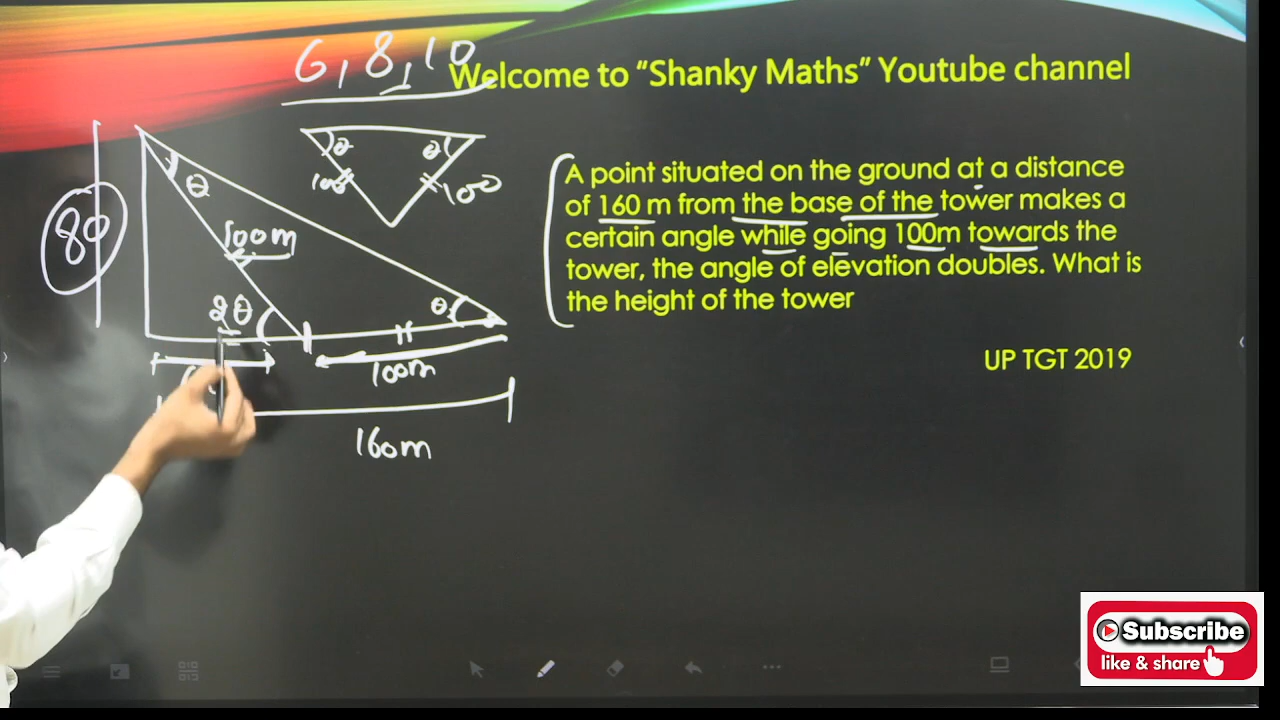 6, 8, 10
Welcome to “Shanky Maths” Youtube channel
θ
θ
θ
100
100
80
100m
2θ
θ
100m
160m
A point situated on the ground at a distance
of 160 m from the base of the tower makes a
certain angle while going 100m towards the
tower, the angle of elevation doubles. What is
the height of the tower
UP TGT 2019
Subscribe
like & share